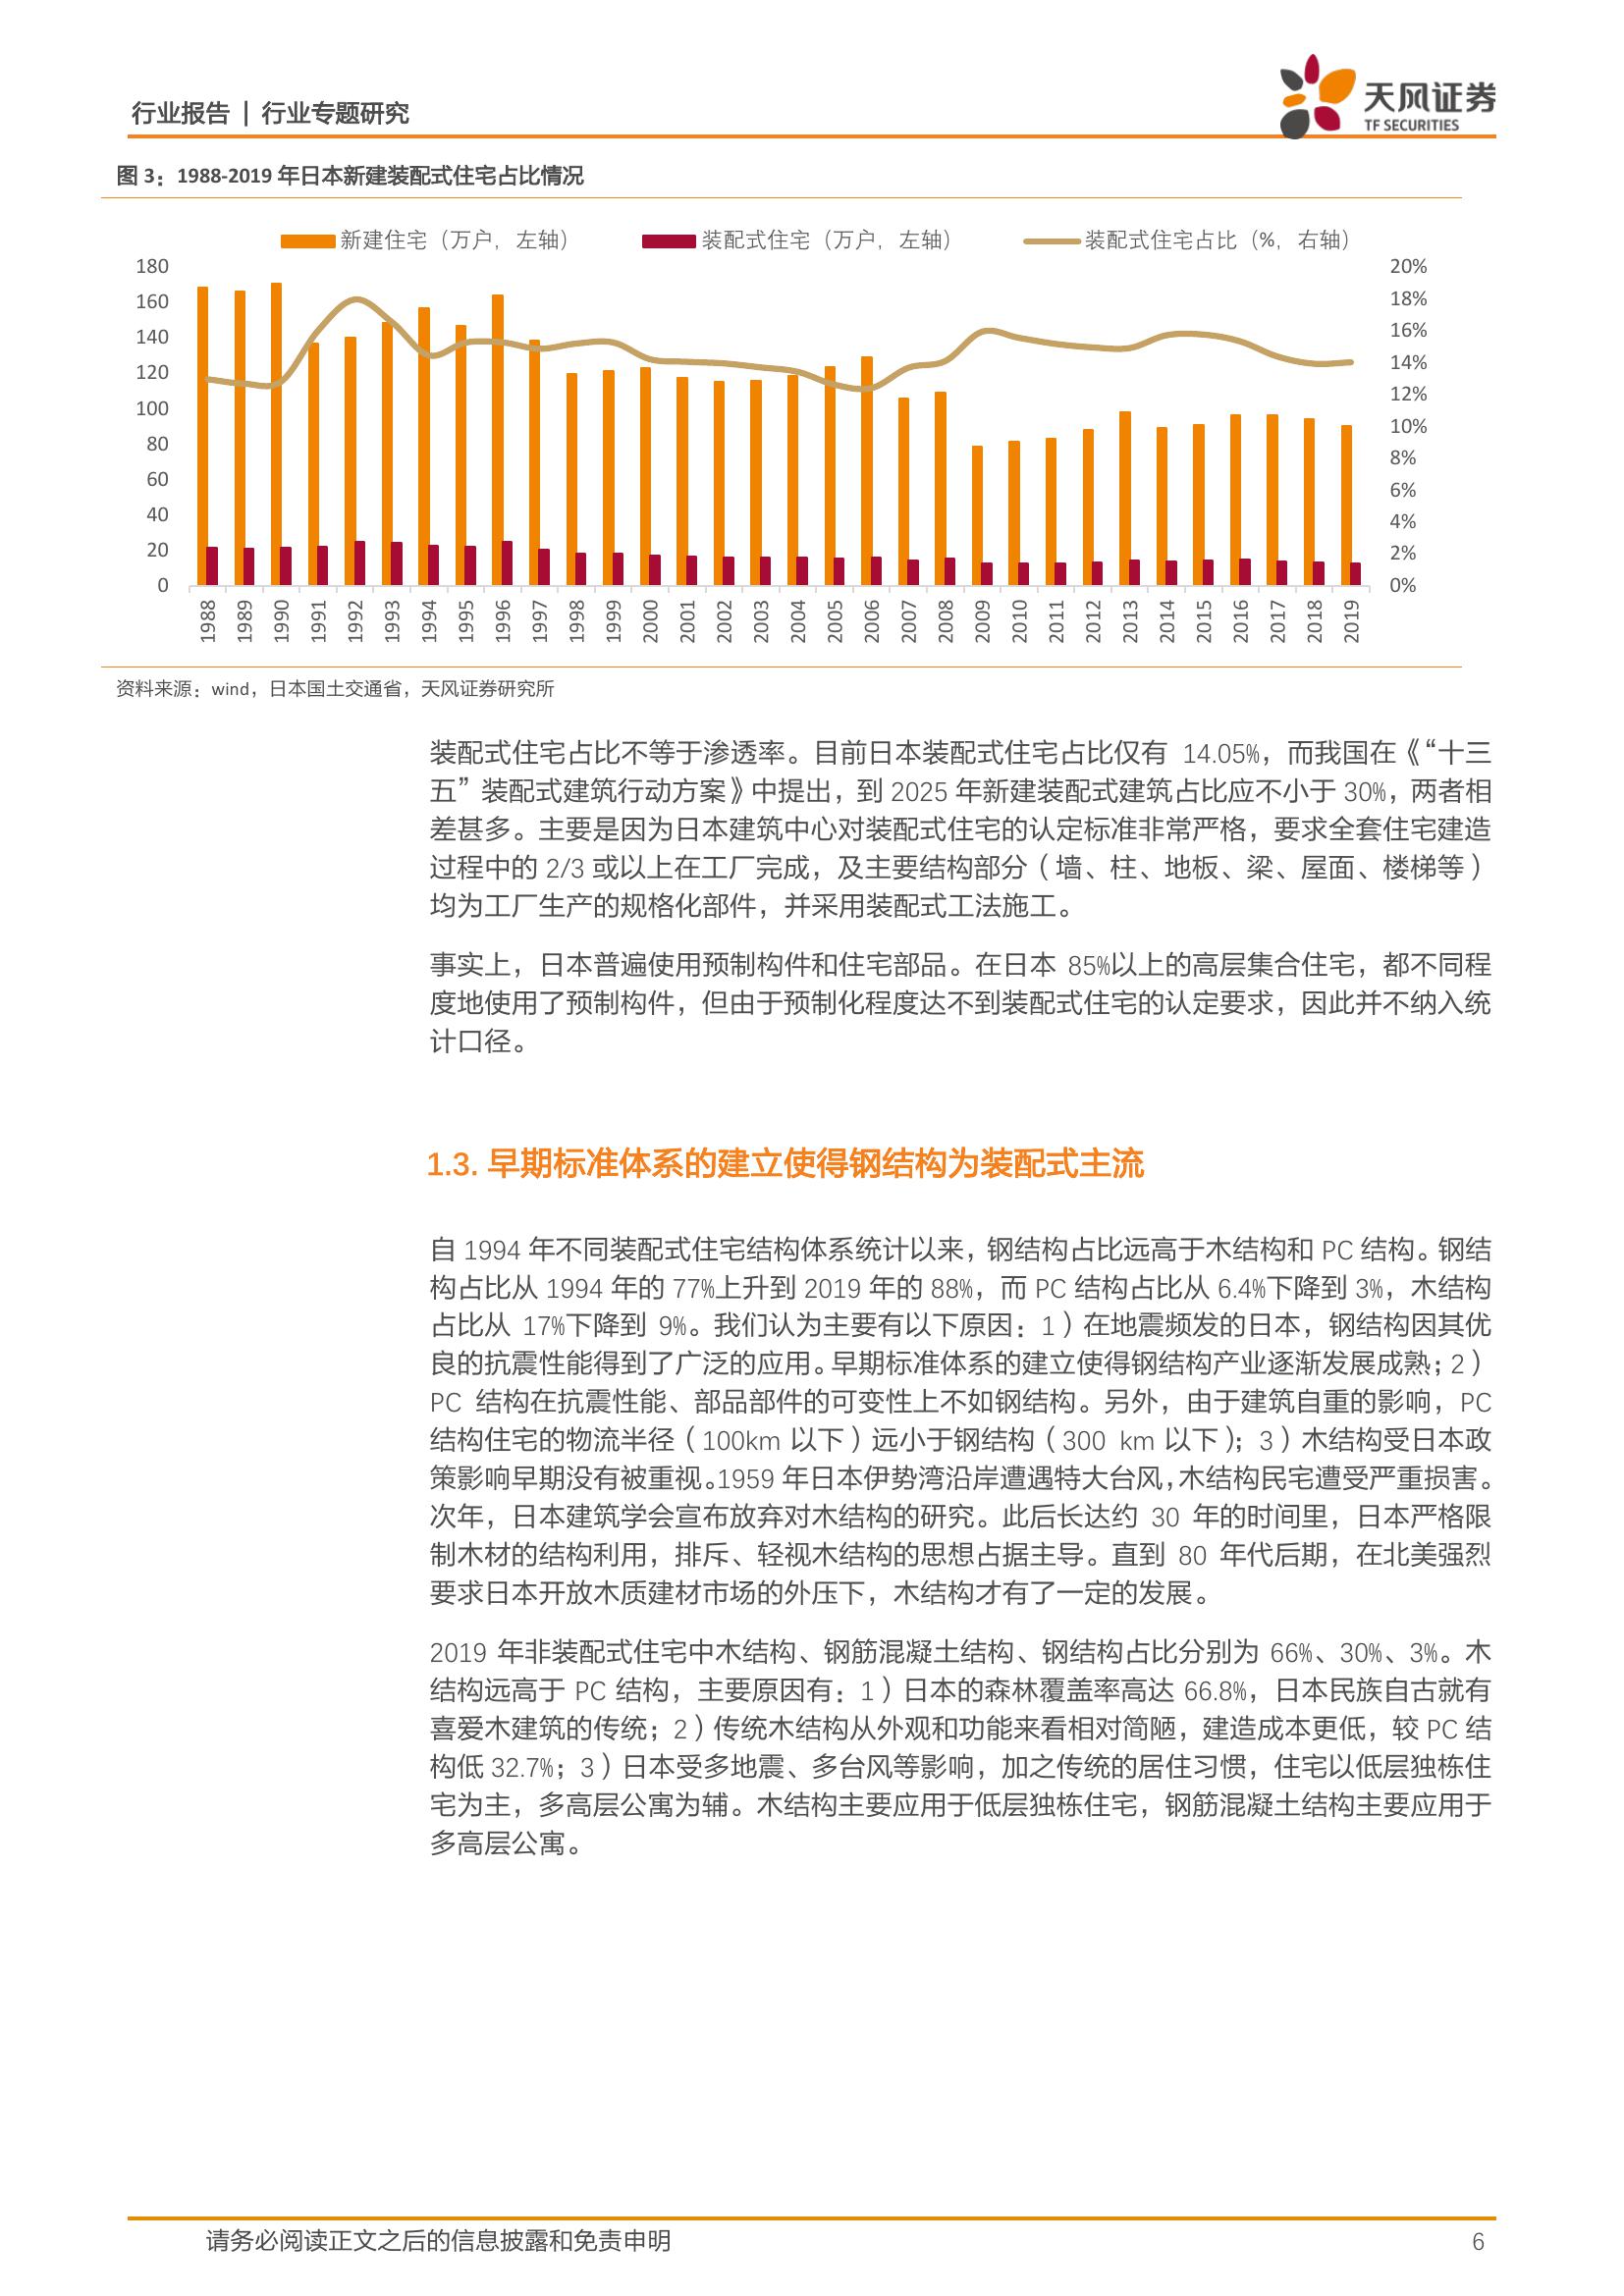 行业报告 | 行业专题研究
天风证券
TF SECURITIES
图 3：1988-2019 年日本新建装配式住宅占比情况
新建住宅（万户，左轴）
装配式住宅（万户，左轴）
装配式住宅占比（%，右轴）
180
160
140
120
100
80
60
40
20
0
20%
18%
16%
14%
12%
10%
8%
6%
4%
2%
0%
1988
1989
1990
1991
1992
1993
1994
1995
1996
1997
1998
1999
2000
2001
2002
2003
2004
2005
2006
2007
2008
2009
2010
2011
2012
2013
2014
2015
2016
2017
2018
2019
资料来源：wind，日本国土交通省，天风证券研究所
装配式住宅占比不等于渗透率。目前日本装配式住宅占比仅有 14.05%，而我国在《“十三
五”装配式建筑行动方案》中提出，到 2025 年新建装配式建筑占比应不小于 30%，两者相
差甚多。主要是因为日本建筑中心对装配式住宅的认定标准非常严格，要求全套住宅建造
过程中的 2/3 或以上在工厂完成，及主要结构部分（墙、柱、地板、梁、屋面、楼梯等）
均为工厂生产的规格化部件，并采用装配式工法施工。
事实上，日本普遍使用预制构件和住宅部品。在日本 85%以上的高层集合住宅，都不同程
度地使用了预制构件，但由于预制化程度达不到装配式住宅的认定要求，因此并不纳入统
计口径。
1.3. 早期标准体系的建立使得钢结构为装配式主流
自 1994 年不同装配式住宅结构体系统计以来，钢结构占比远高于木结构和 PC 结构。钢结
构占比从 1994 年的 77%上升到 2019 年的 88%，而 PC 结构占比从 6.4%下降到 3%，木结构
占比从 17%下降到 9%。我们认为主要有以下原因：1）在地震频发的日本，钢结构因其优
良的抗震性能得到了广泛的应用。早期标准体系的建立使得钢结构产业逐渐发展成熟；2）
PC 结构在抗震性能、部品部件的可变性上不如钢结构。另外，由于建筑自重的影响，PC
结构住宅的物流半径（100km 以下）远小于钢结构（300 km 以下）；3）木结构受日本政
策影响早期没有被重视。1959 年日本伊势湾沿岸遭遇特大台风，木结构民宅遭受严重损害。
次年，日本建筑学会宣布放弃对木结构的研究。此后长达约 30 年的时间里，日本严格限
制木材的结构利用，排斥、轻视木结构的思想占据主导。直到 80 年代后期，在北美强烈
要求日本开放木质建材市场的外压下，木结构才有了一定的发展。
2019 年非装配式住宅中木结构、钢筋混凝土结构、钢结构占比分别为 66%、30%、3%。木
结构远高于 PC 结构，主要原因有：1）日本的森林覆盖率高达 66.8%，日本民族自古就有
喜爱木建筑的传统；2）传统木结构从外观和功能来看相对简陋，建造成本更低，较 PC 结
构低 32.7%；3）日本受多地震、多台风等影响，加之传统的居住习惯，住宅以低层独栋住
宅为主，多高层公寓为辅。木结构主要应用于低层独栋住宅，钢筋混凝土结构主要应用于
多高层公寓。
请务必阅读正文之后的信息披露和免责申明
6